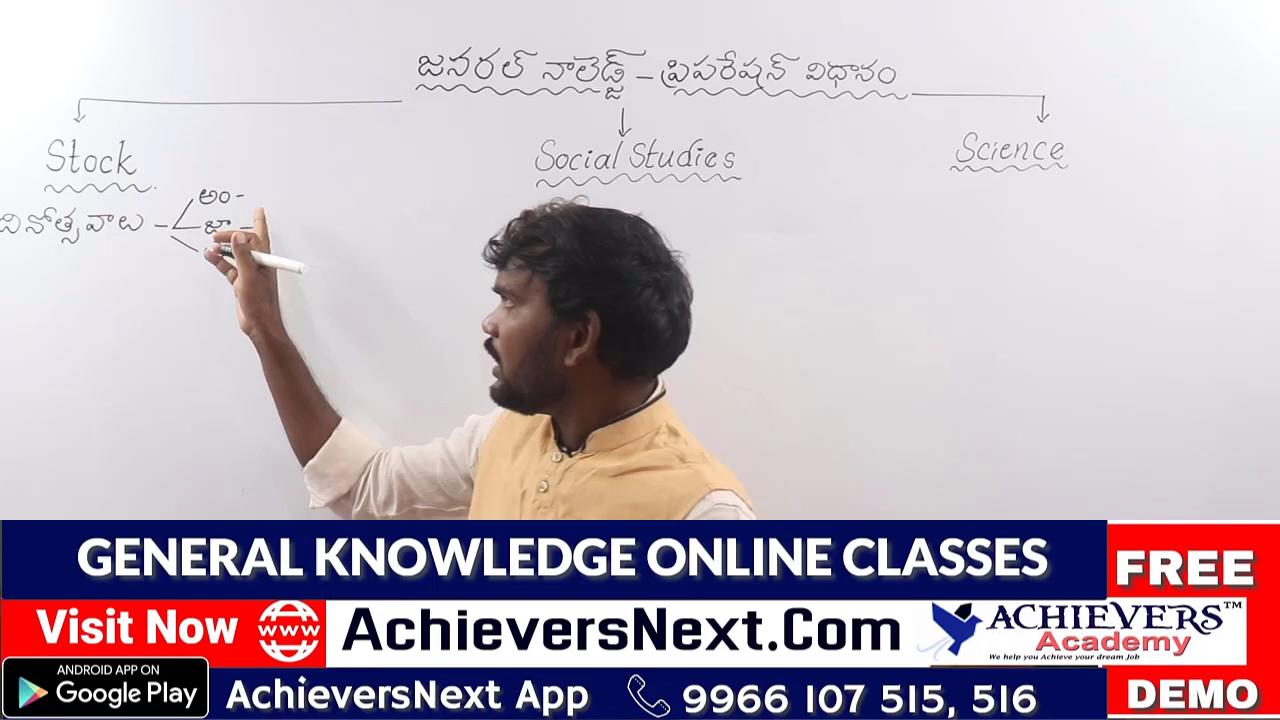 జనరల్ నాలెడ్జ్ - ప్రిపరేషన్ విధానం
Stock
Social Studies
Science
దినోత్సవాలు - అం-
జా -
GENERAL KNOWLEDGE ONLINE CLASSES
FREE
Visit Now
www
AchieversNext.Com
ACHIEVERS™
Academy
We help you Achieve your dream Job
ANDROID APP ON
Google Play
AchieversNext App
9966 107 515, 516
DEMO